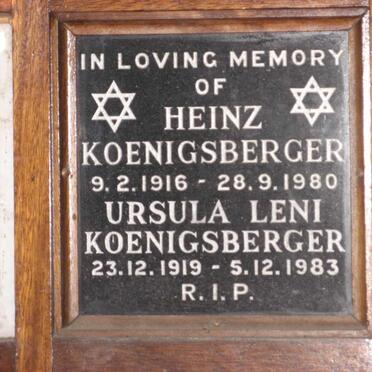 IN LOVING MEMORY
OF
HEINZ
KOENIGSBERGER
9.2.1916 - 28.9.1980
URSULA LENI
KOENIGSBERGER
23.12.1919 - 5.12.1983
R.I.P.